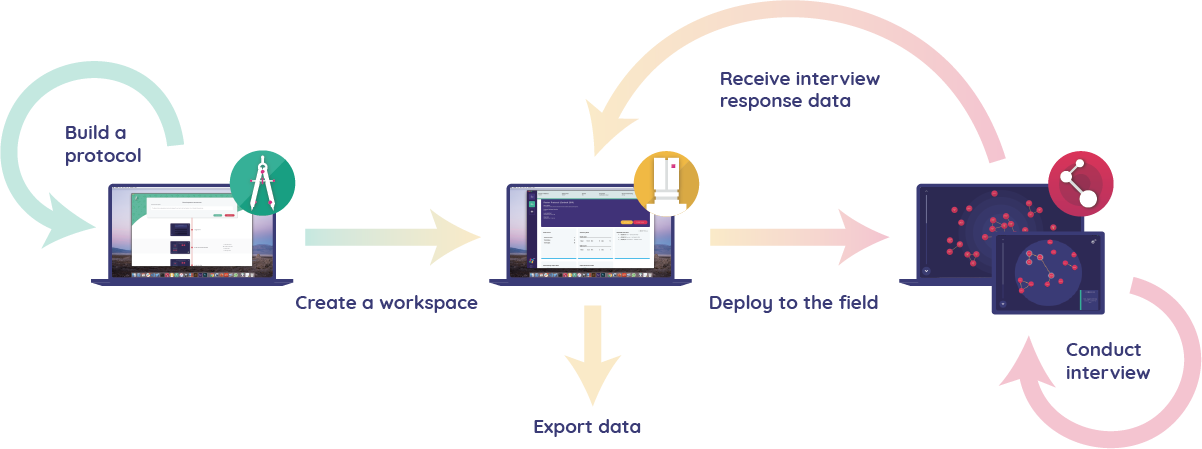 Receive interview
response data
Build a
protocol
Create a workspace
Deploy to the field
Conduct
interview
Export data